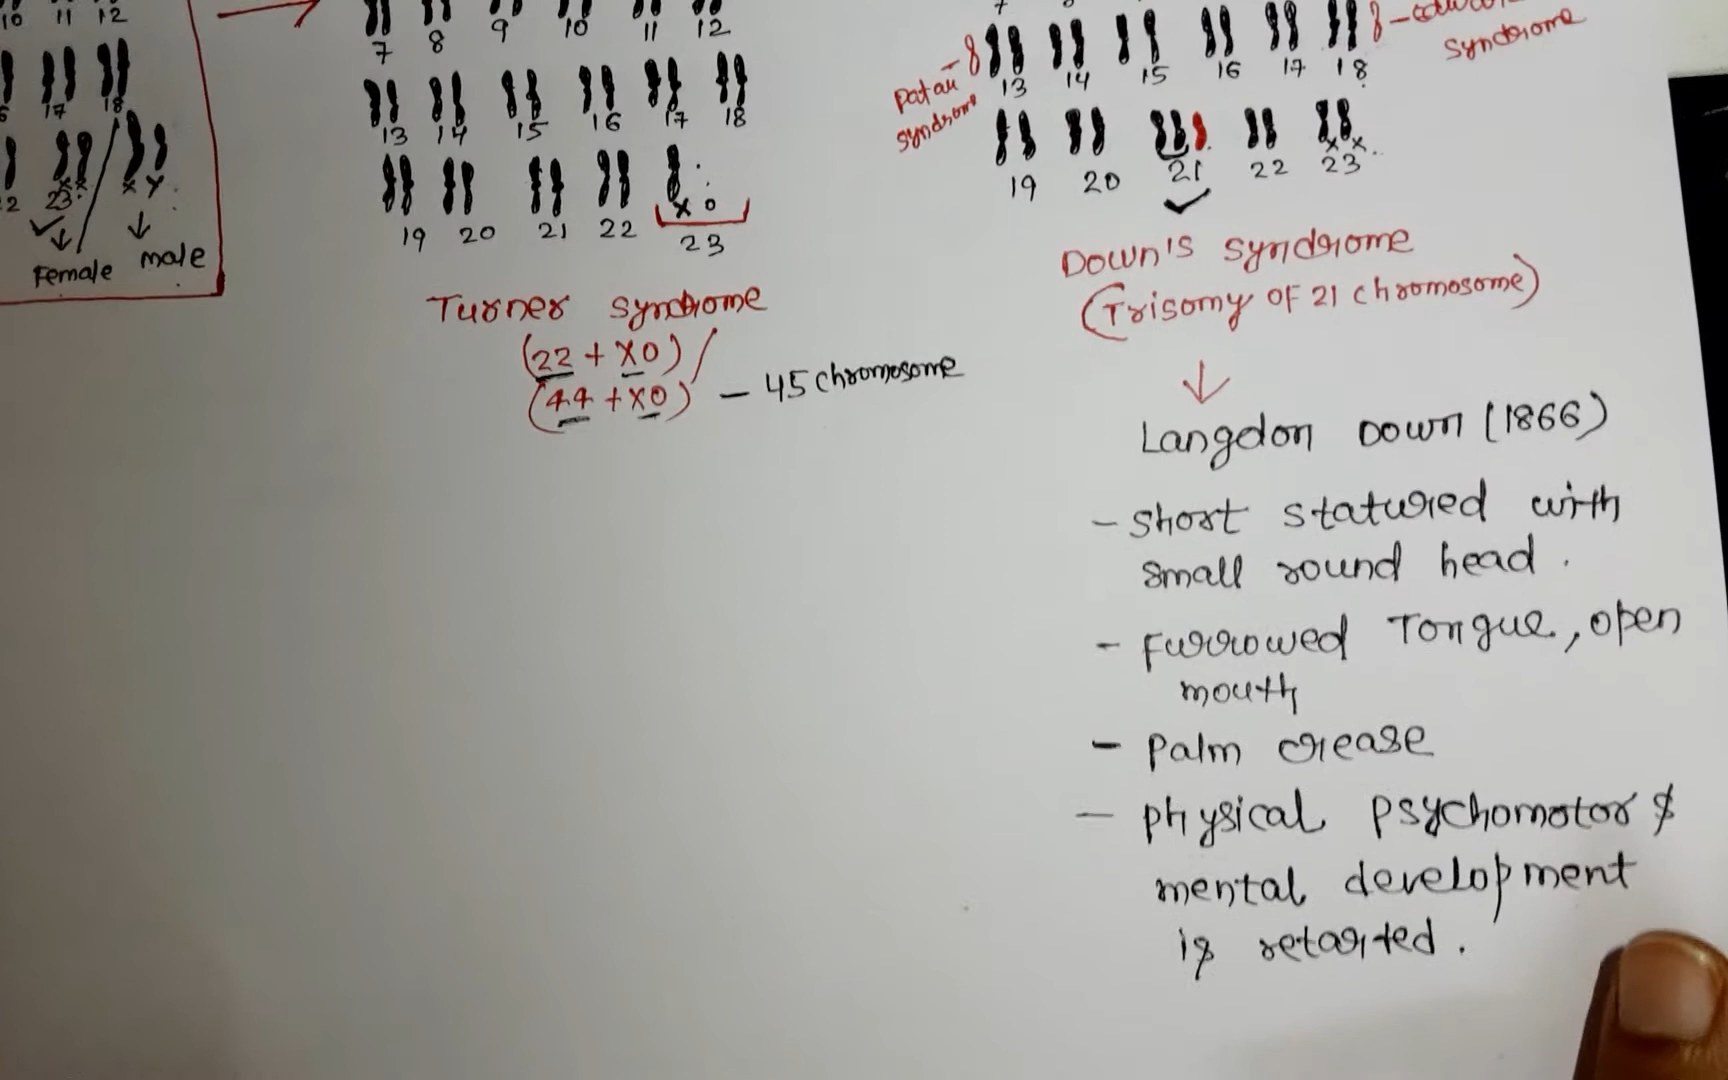 10 11 12
17 18
23
x x
x y
Female male
7 8 9 10 11 12
13 14 15 16 17 18
19 20 21 22
x 0
23
Turner syndrome
(22 + X0) /
(44 + X0) – 45 chromosome
Patau
syndrome
syndrome
13 14 15 16 17 18
19 20 21 22 23
x x
Down's syndrome
(Trisomy of 21 chromosome)
Langdon Down (1866)
- Short statured with
small round head.
- Furrowed Tongue, open
mouth
- Palm crease
- Physical psychomotor &
mental development
is retarted.